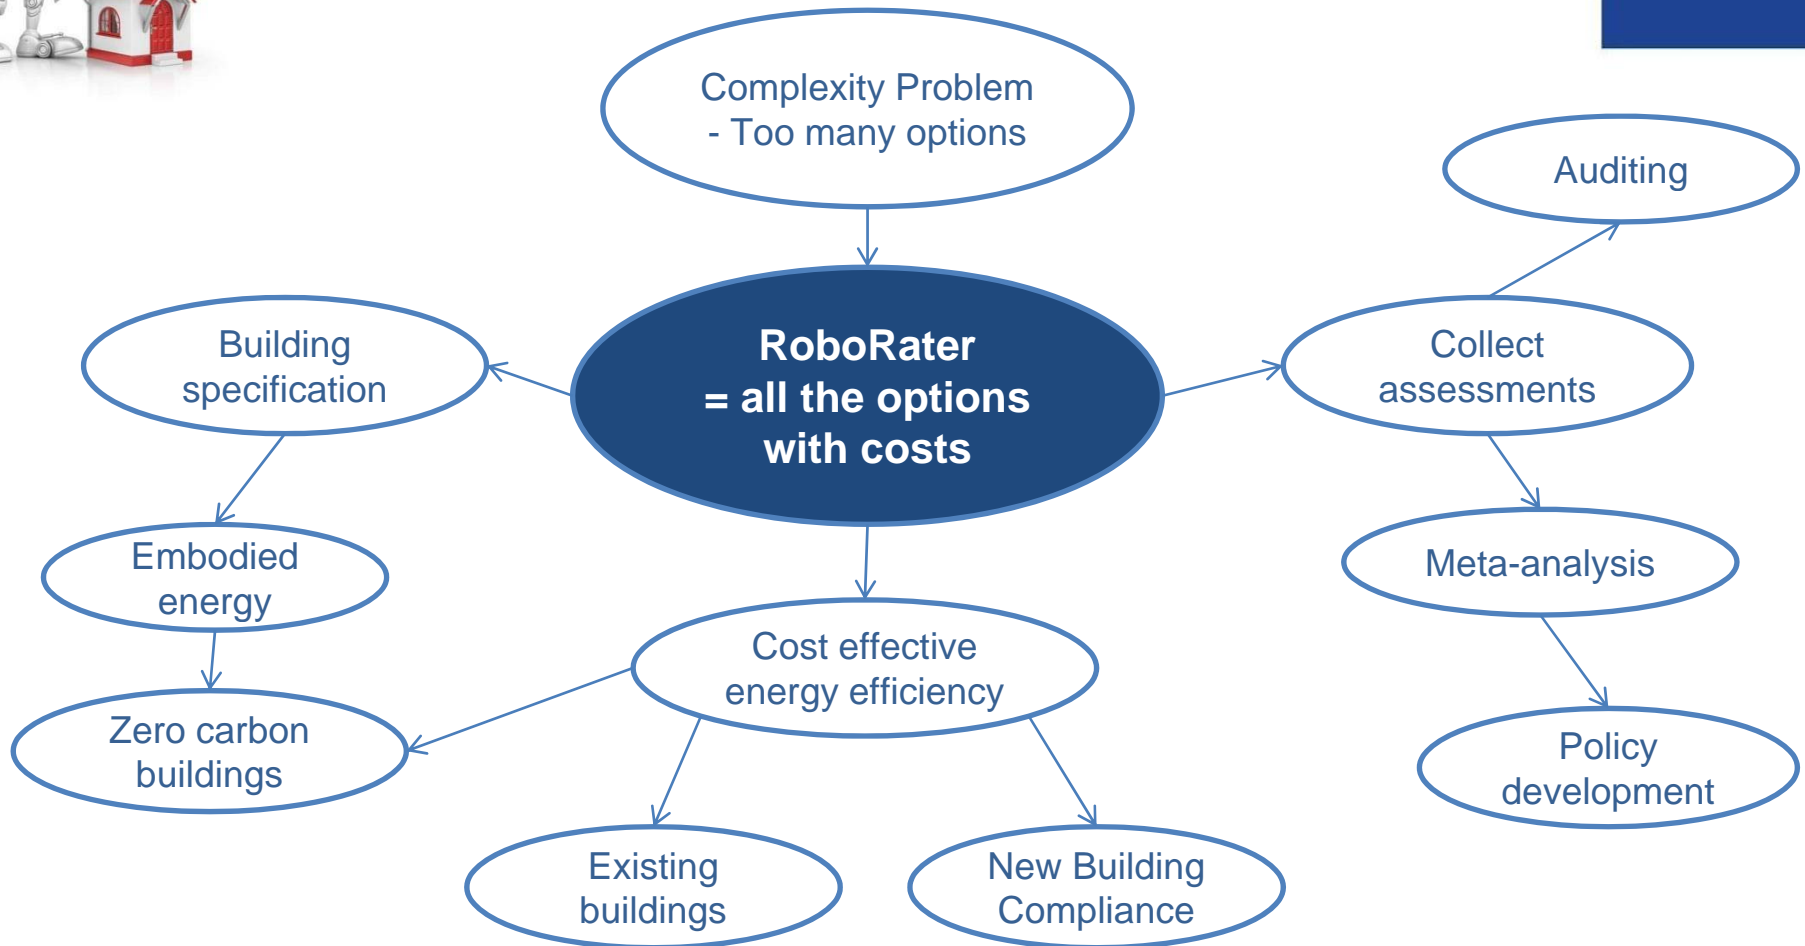 Complexity Problem
- Too many options
Auditing
RoboRater
= all the options
with costs
Building
specification
Collect
assessments
Embodied
energy
Meta-analysis
Cost effective
energy efficiency
Zero carbon
buildings
Policy
development
Existing
buildings
New Building
Compliance